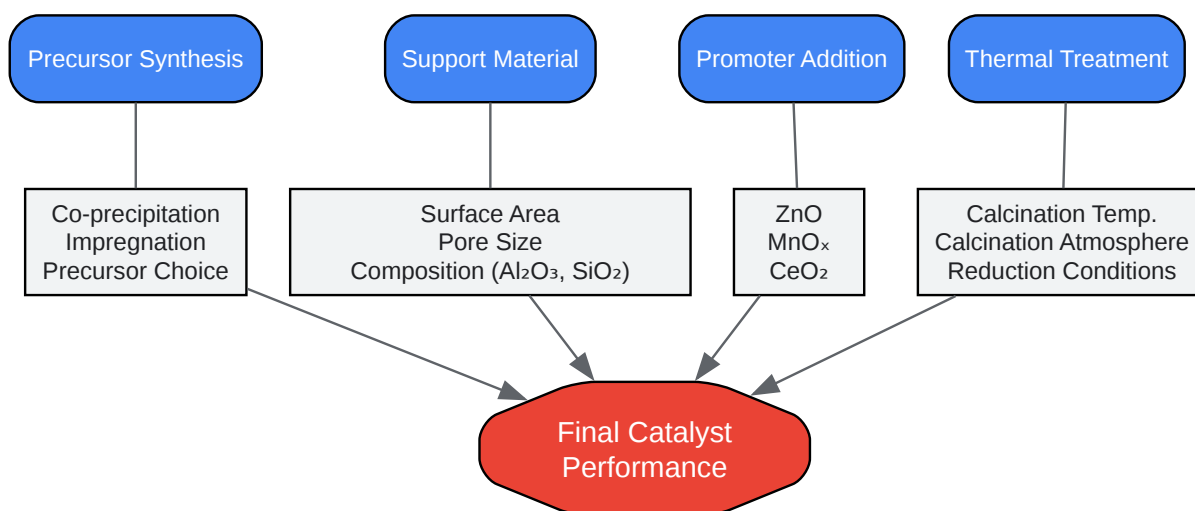 Precursor Synthesis
Support Material
Promoter Addition
Thermal Treatment
Co-precipitation
Impregnation
Precursor Choice
Surface Area
Pore Size
Composition (Al₂O₃, SiO₂)
ZnO
MnOₓ
CeO₂
Calcination Temp.
Calcination Atmosphere
Reduction Conditions
Final Catalyst
Performance